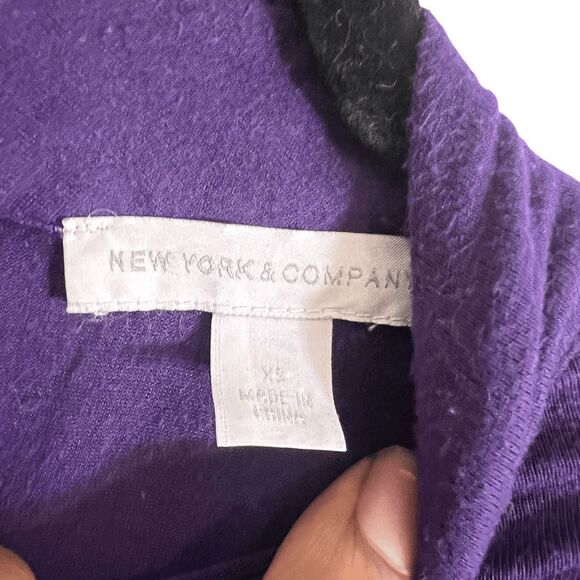 NEW YORK & COMPANY
XS
MADE IN
CHINA